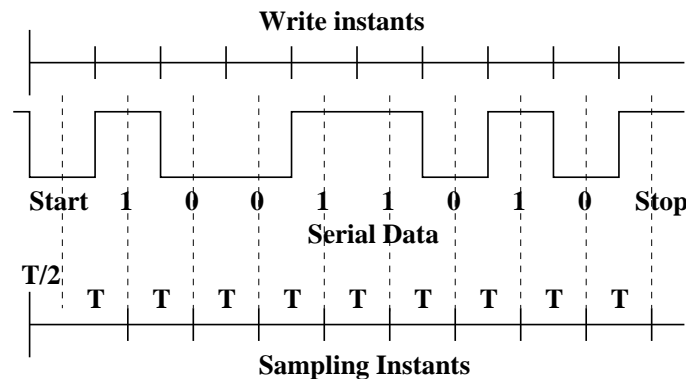 Write instants
Start 1 0 0 1 1 0 1 0 Stop
Serial Data
T/2
T T T T T T T T T
Sampling Instants